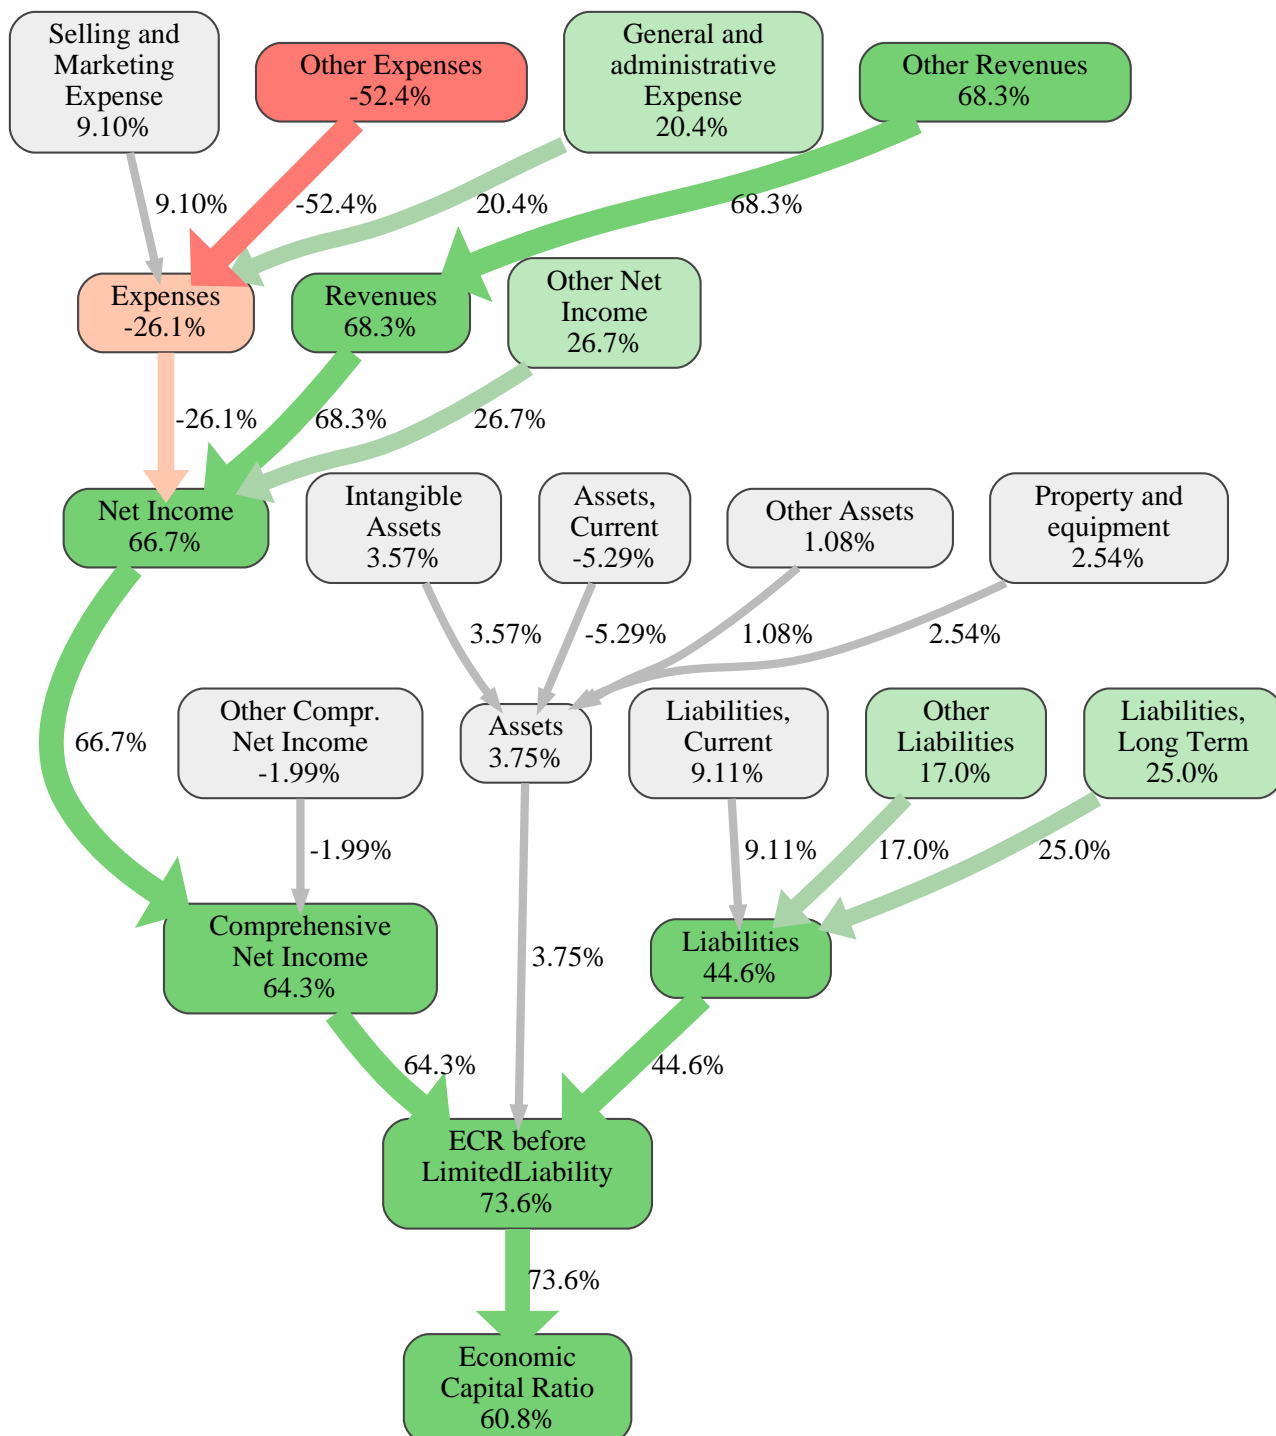 Selling and
Marketing
Expense
9.10%
Other Expenses
-52.4%
General and
administrative
Expense
20.4%
Other Revenues
68.3%
9.10%
-52.4%
20.4%
68.3%
Expenses
-26.1%
Revenues
68.3%
Other Net
Income
26.7%
-26.1%
68.3%
26.7%
Net Income
66.7%
Intangible
Assets
3.57%
Assets,
Current
-5.29%
Other Assets
1.08%
Property and
equipment
2.54%
3.57%
-5.29%
1.08%
2.54%
66.7%
Other Compr.
Net Income
-1.99%
Assets
3.75%
Liabilities,
Current
9.11%
Other
Liabilities
17.0%
Liabilities,
Long Term
25.0%
-1.99%
9.11%
17.0%
25.0%
Comprehensive
Net Income
64.3%
3.75%
Liabilities
44.6%
64.3%
44.6%
ECR before
LimitedLiability
73.6%
73.6%
Economic
Capital Ratio
60.8%